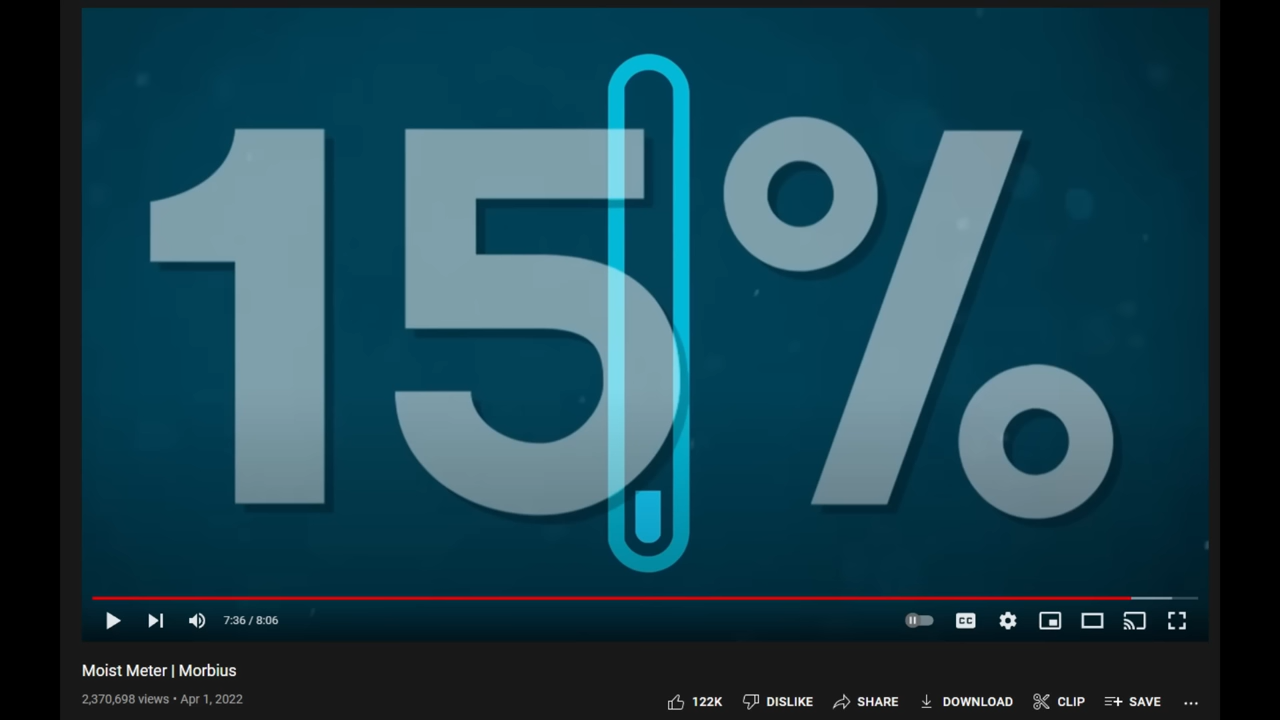 15%
7:36 / 8:06
CC
Moist Meter | Morbius
2,370,698 views • Apr 1, 2022
122K DISLIKE SHARE DOWNLOAD CLIP SAVE ...